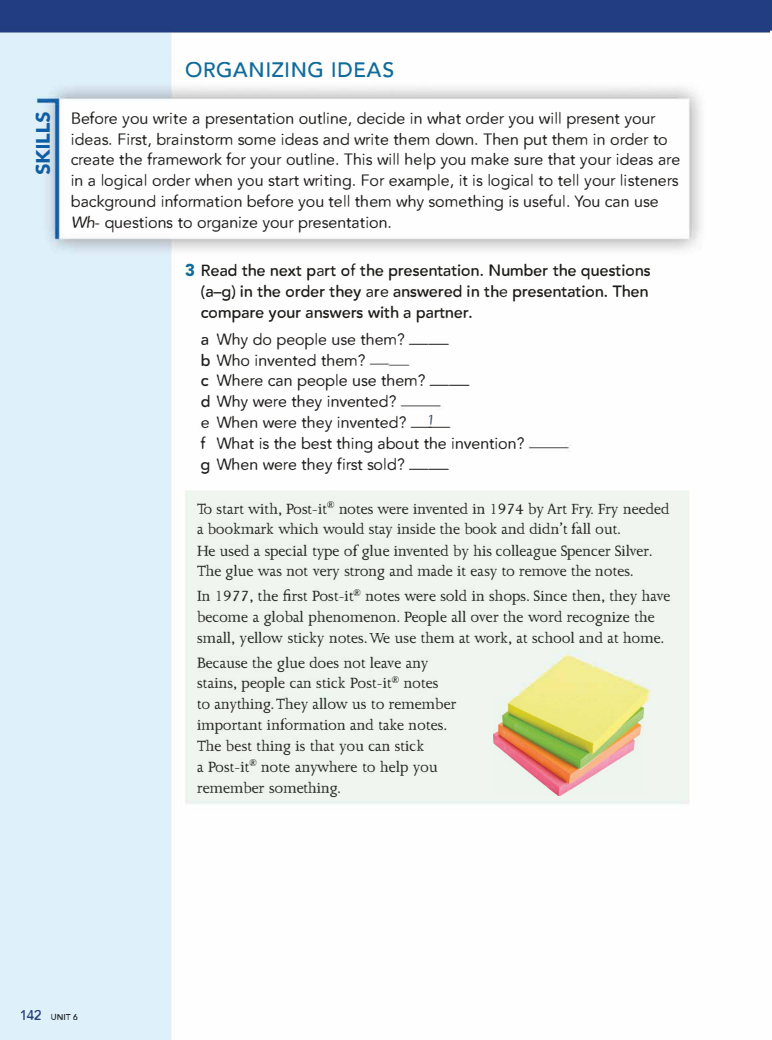 ORGANIZING IDEAS
SKILLS
Before you write a presentation outline, decide in what order you will present your
ideas. First, brainstorm some ideas and write them down. Then put them in order to
create the framework for your outline. This will help you make sure that your ideas are
in a logical order when you start writing. For example, it is logical to tell your listeners
background information before you tell them why something is useful. You can use
Wh- questions to organize your presentation.
3 Read the next part of the presentation. Number the questions
(a–g) in the order they are answered in the presentation. Then
compare your answers with a partner.
a Why do people use them? ____
b Who invented them? ____
c Where can people use them? ____
d Why were they invented? ____
e When were they invented? 1
f What is the best thing about the invention? ____
g When were they first sold? ____
To start with, Post-it® notes were invented in 1974 by Art Fry. Fry needed
a bookmark which would stay inside the book and didn't fall out.
He used a special type of glue invented by his colleague Spencer Silver.
The glue was not very strong and made it easy to remove the notes.
In 1977, the first Post-it® notes were sold in shops. Since then, they have
become a global phenomenon. People all over the word recognize the
small, yellow sticky notes. We use them at work, at school and at home.
Because the glue does not leave any
stains, people can stick Post-it® notes
to anything. They allow us to remember
important information and take notes.
The best thing is that you can stick
a Post-it® note anywhere to help you
remember something.
142 UNIT 6